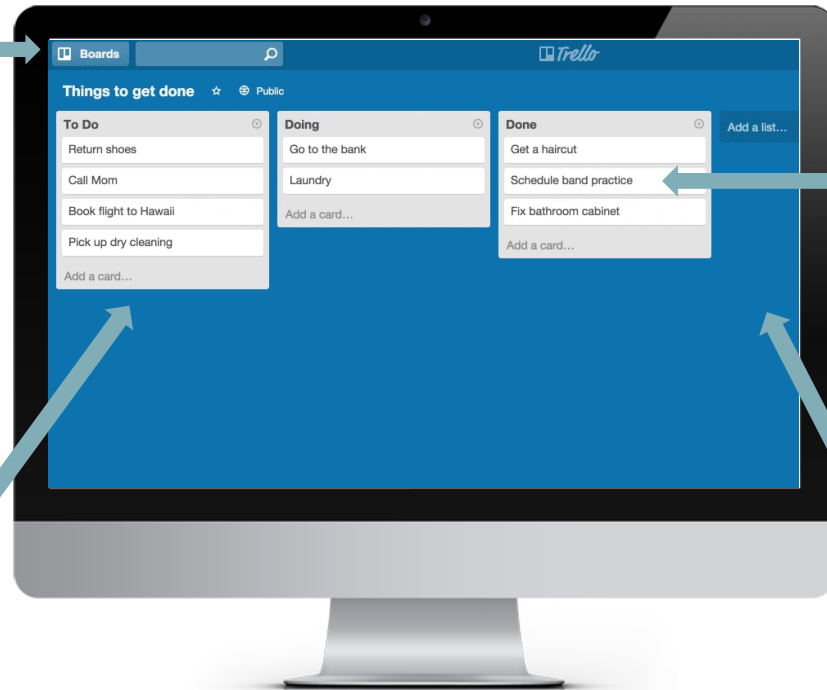 Boards
Trello
Things to get done
Public
To Do
Return shoes
Call Mom
Book flight to Hawaii
Pick up dry cleaning
Add a card…
Doing
Go to the bank
Laundry
Add a card…
Done
Get a haircut
Schedule band practice
Fix bathroom cabinet
Add a card…
Add a list…